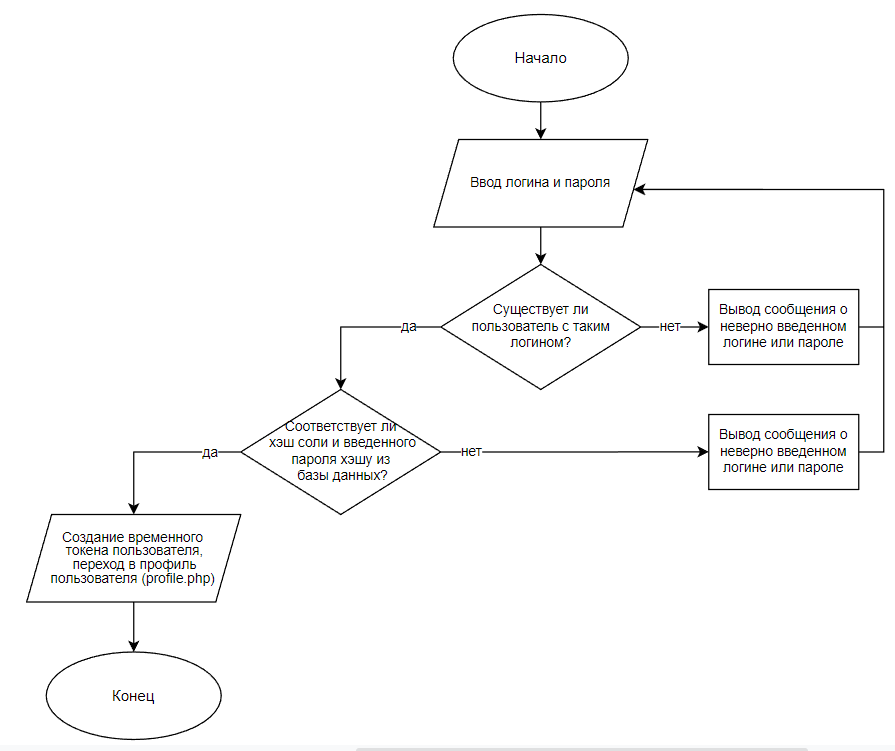 Начало
Ввод логина и пароля
Существует ли
пользователь с таким
логином?
да
нет
Вывод сообщения о
неверно введенном
логине или пароле
Соответствует ли
хэш соли и введенного
пароля хэшу из
базы данных?
да
нет
Вывод сообщения о
неверно введенном
логине или пароле
Создание временного
токена пользователя,
переход в профиль
пользователя (profile.php)
Конец